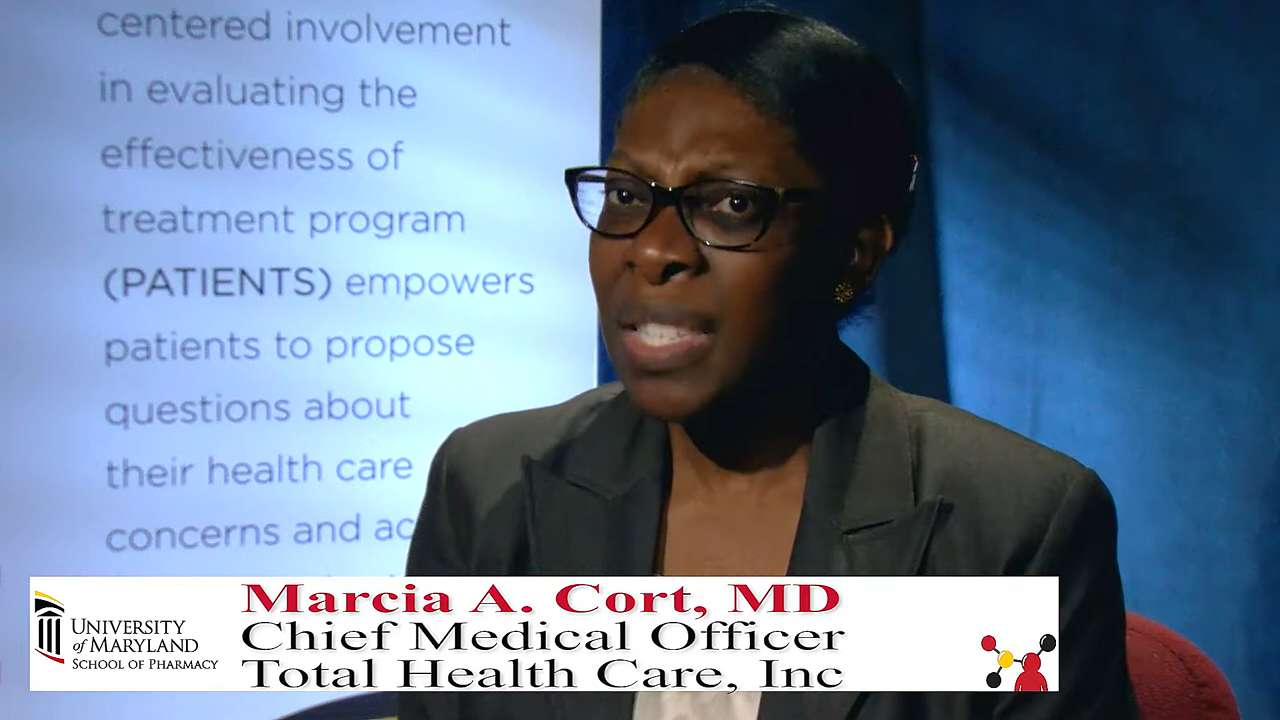 centered involvement
in evaluating the
effectiveness of
treatment program
(PATIENTS) empowers
patients to propose
questions about
their health care
concerns and ac
Marcia A. Cort, MD
Chief Medical Officer
Total Health Care, Inc
UNIVERSITY
of MARYLAND
SCHOOL OF PHARMACY